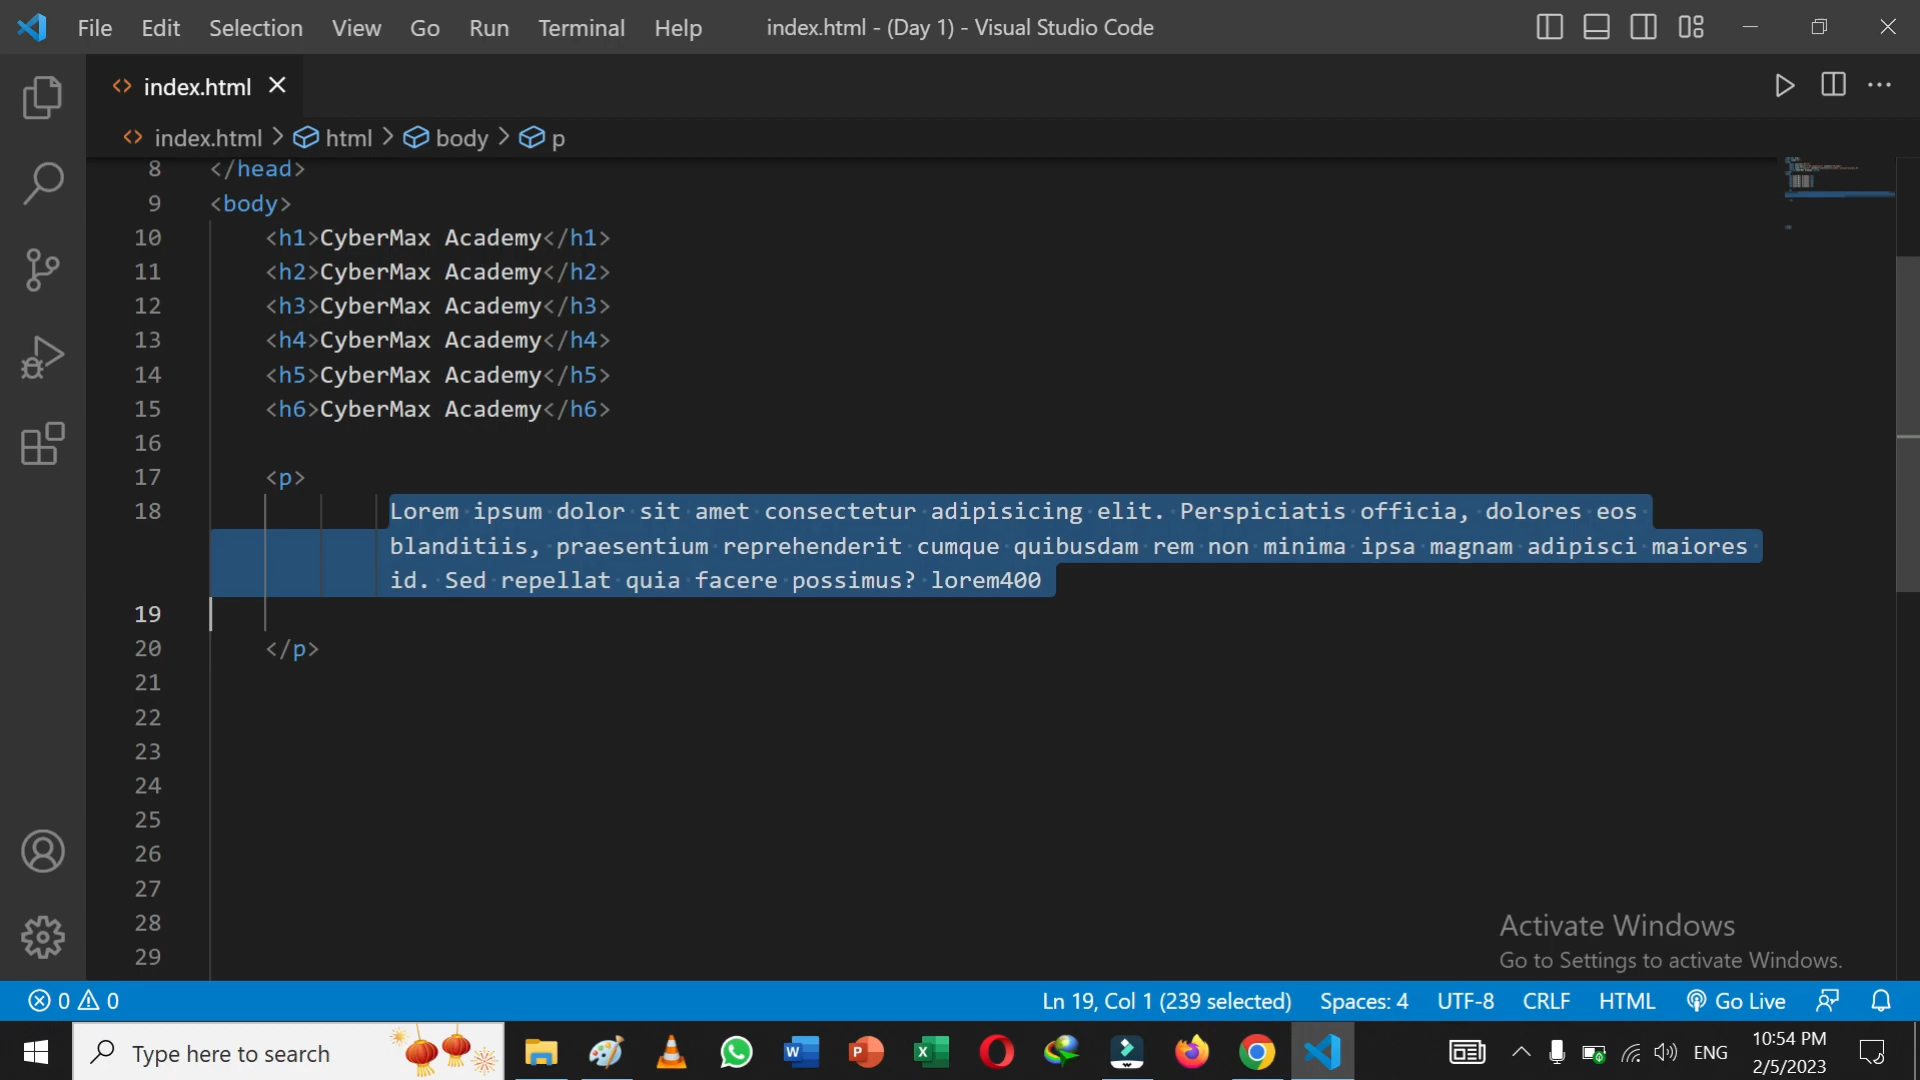 File Edit Selection View Go Run Terminal Help index.html - (Day 1) - Visual Studio Code
index.html
index.html > html > body > p
8 </head>
9 <body>
10 <h1>CyberMax Academy</h1>
11 <h2>CyberMax Academy</h2>
12 <h3>CyberMax Academy</h3>
13 <h4>CyberMax Academy</h4>
14 <h5>CyberMax Academy</h5>
15 <h6>CyberMax Academy</h6>
16
17 <p>
18 Lorem ipsum dolor sit amet consectetur adipisicing elit. Perspiciatis officia, dolores eos
blanditiis, praesentium reprehenderit cumque quibusdam rem non minima ipsa magnam adipisci maiores
id. Sed repellat quia facere possimus? lorem400
19
20 </p>
21
22
23
24
25
26
27
28
29
Activate Windows
Go to Settings to activate Windows.
0 0 Ln 19, Col 1 (239 selected) Spaces: 4 UTF-8 CRLF HTML Go Live
Type here to search ENG 10:54 PM
2/5/2023